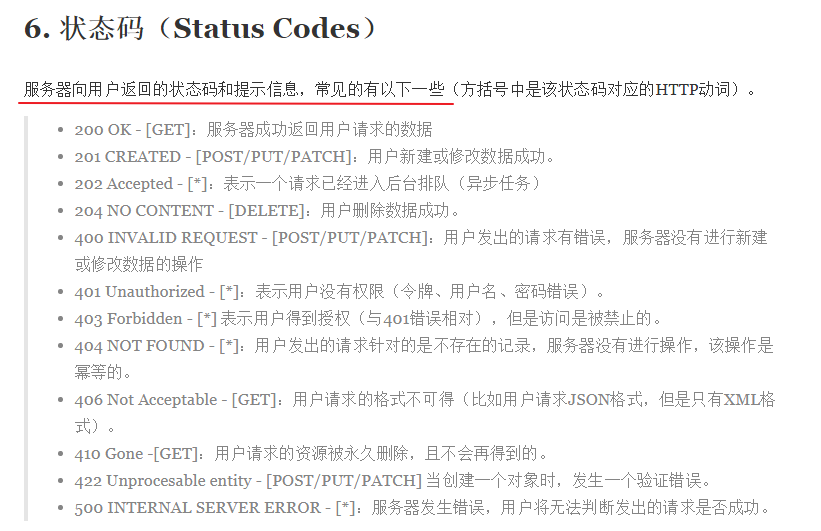 6. 状态码（Status Codes）
服务器向用户返回的状态码和提示信息，常见的有以下一些（方括号中是该状态码对应的HTTP动词）。
200 OK - [GET]：服务器成功返回用户请求的数据
201 CREATED - [POST/PUT/PATCH]：用户新建或修改数据成功。
202 Accepted - [*]：表示一个请求已经进入后台排队（异步任务）
204 NO CONTENT - [DELETE]：用户删除数据成功。
400 INVALID REQUEST - [POST/PUT/PATCH]：用户发出的请求有错误，服务器没有进行新建
或修改数据的操作
401 Unauthorized - [*]：表示用户没有权限（令牌、用户名、密码错误）。
403 Forbidden - [*] 表示用户得到授权（与401错误相对），但是访问是被禁止的。
404 NOT FOUND - [*]：用户发出的请求针对的是不存在的记录，服务器没有进行操作，该操作是
幂等的。
406 Not Acceptable - [GET]：用户请求的格式不可得（比如用户请求JSON格式，但是只有XML格
式）。
410 Gone -[GET]：用户请求的资源被永久删除，且不会再得到的。
422 Unprocesable entity - [POST/PUT/PATCH] 当创建一个对象时，发生一个验证错误。
500 INTERNAL SERVER ERROR - [*]：服务器发生错误，用户将无法判断发出的请求是否成功。